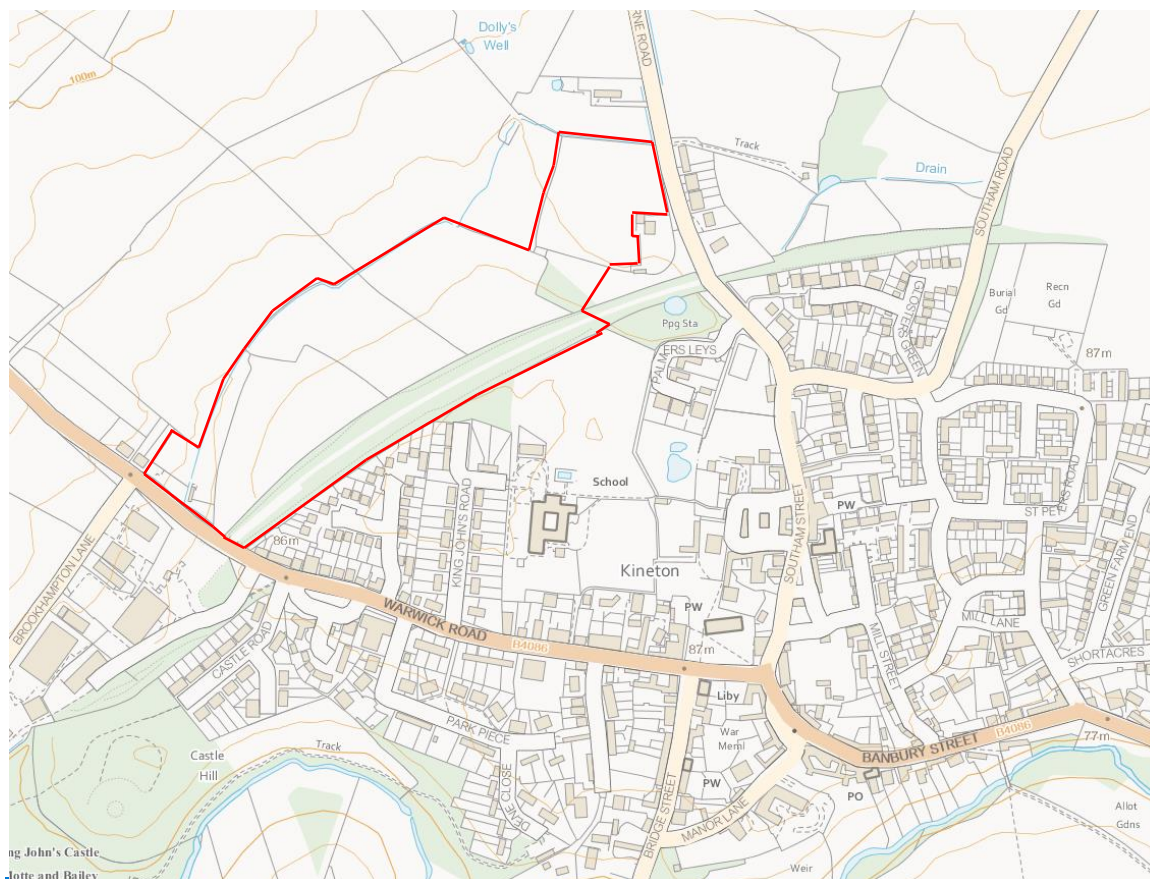 Dolly's
Well
100m
RNE ROAD
Track
Drain
SOUTHAM ROAD
Burial
Gd
Recn
Gd
GLOSTERS GREEN
Ppg Sta
87m
PALM
ERS LEYS
School
PW
ST PET
ERS ROAD
KING JOHN'S ROAD
SOUTHAM STREET
GREEN FARM END
86m
Kineton
BROOKHAMPTON LANE
WARWICK ROAD
PW
MILL STREET
MILL LANE
CASTLE ROAD
B4086
87m
SHORTACRES
Liby
PARK PIECE
War
Meml
BANBURY STREET
B4086
77m
Castle
Hill
Track
DENE CLOSE
BRIDGE STREET
PW
MANOR LANE
PO
Allot
Gdns
ng John's Castle
Motte and Bailey
Weir